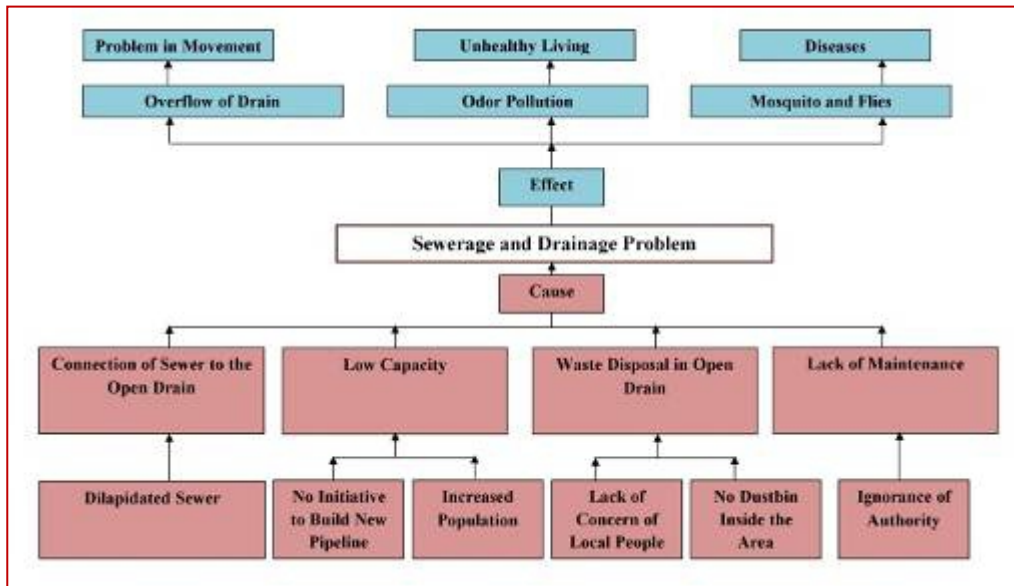 Problem in Movement
Unhealthy Living
Diseases
Overflow of Drain
Odor Pollution
Mosquito and Flies
Effect
Sewerage and Drainage Problem
Cause
Connection of Sewer to the
Open Drain
Low Capacity
Waste Disposal in Open
Drain
Lack of Maintenance
Dilapidated Sewer
No Initiative
to Build New
Pipeline
Increased
Population
Lack of
Concern of
Local People
No Dustbin
Inside the
Area
Ignorance of
Authority